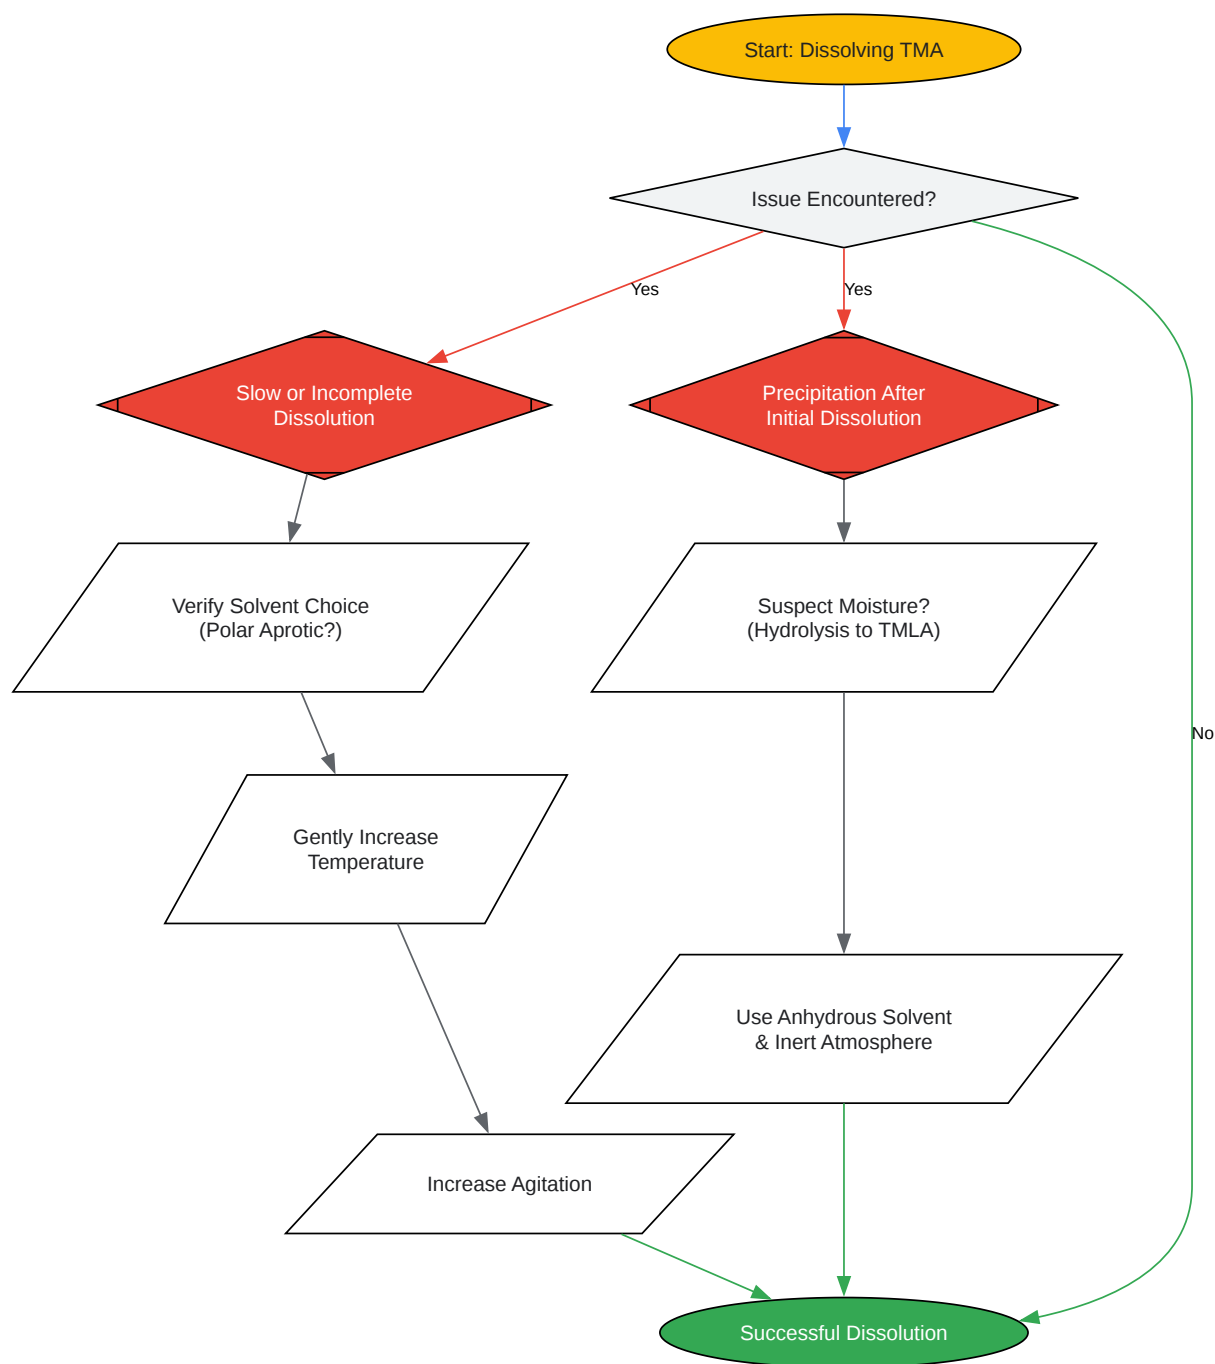 Start: Dissolving TMA
Issue Encountered?
Yes
Yes
Slow or Incomplete
Dissolution
Precipitation After
Initial Dissolution
Verify Solvent Choice
(Polar Aprotic?)
Suspect Moisture?
(Hydrolysis to TMLA)
No
Gently Increase
Temperature
Use Anhydrous Solvent
& Inert Atmosphere
Increase Agitation
Successful Dissolution